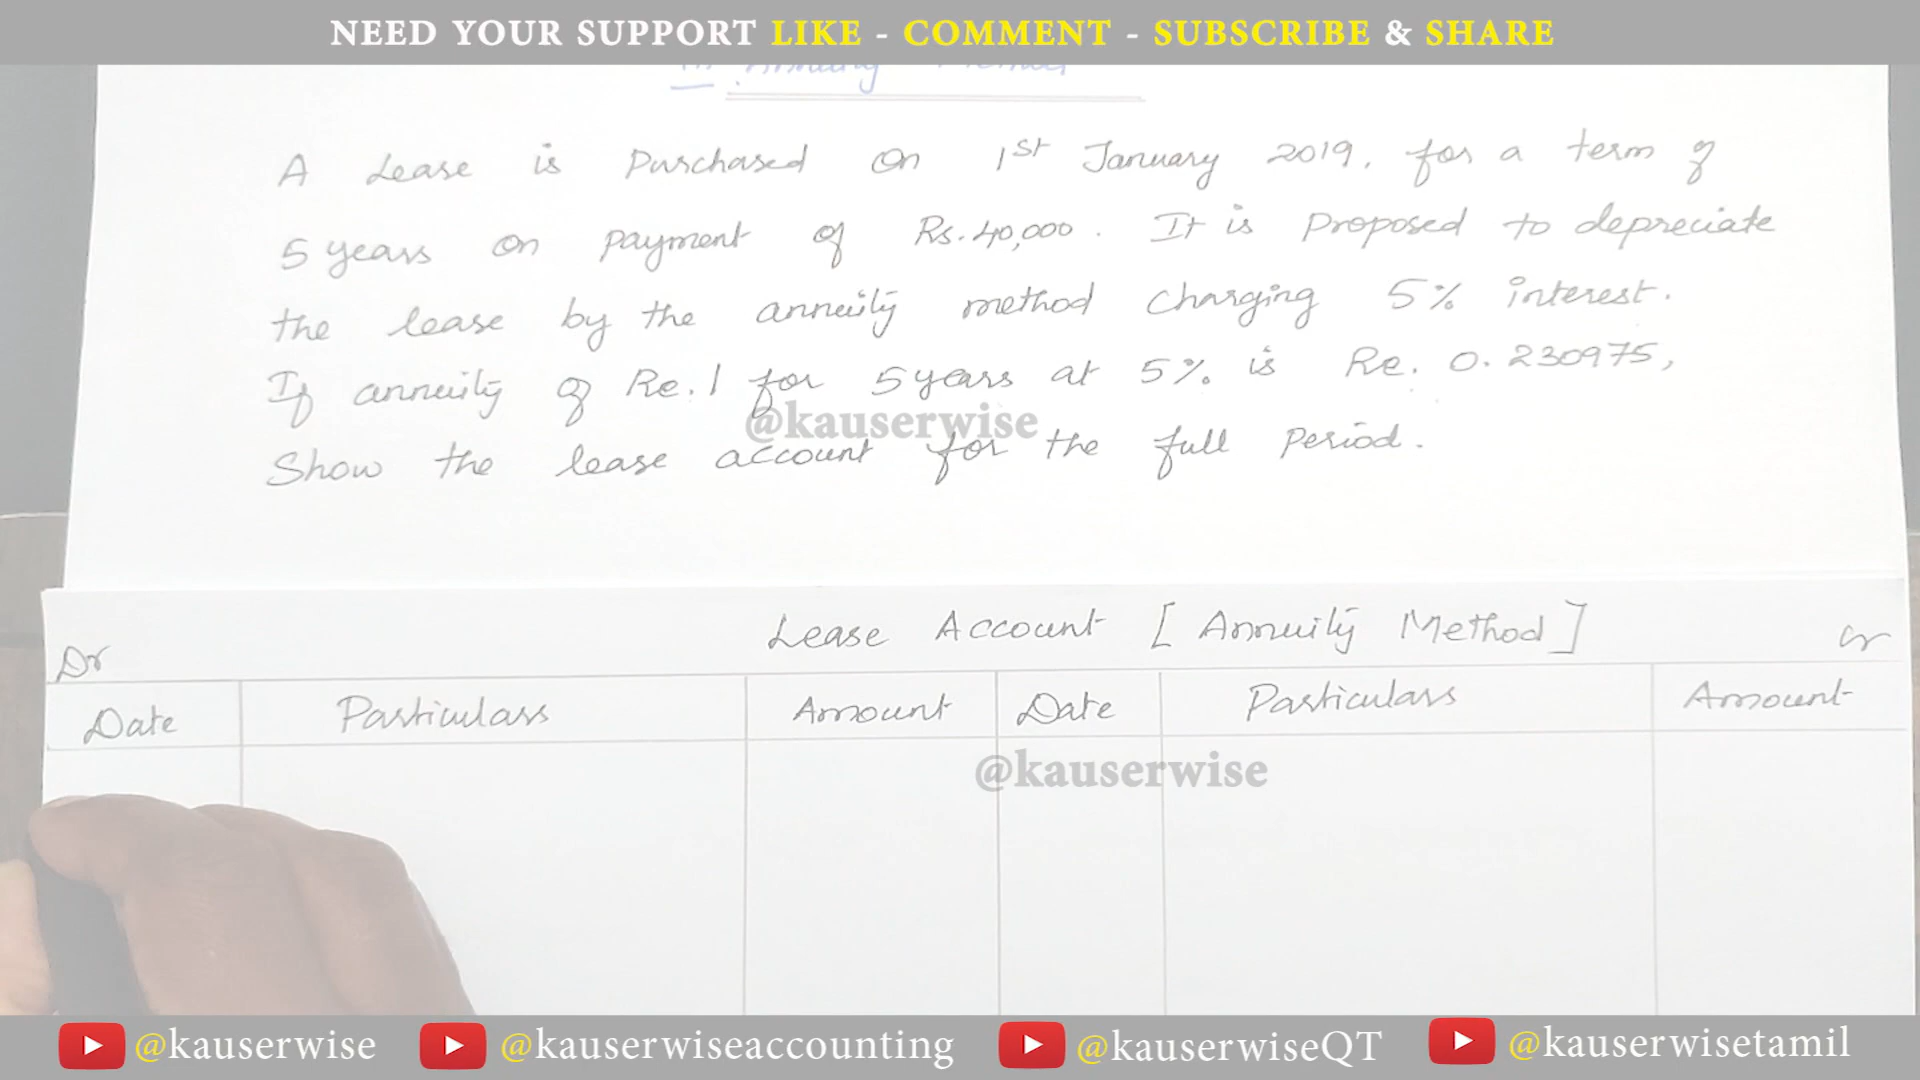 NEED YOUR SUPPORT LIKE - COMMENT - SUBSCRIBE & SHARE
A Lease is Purchased on 1st January 2019, for a term of
5 years on payment of Rs. 40,000. It is proposed to depreciate
the lease by the annuity method charging 5% interest.
If annuity of Re. 1 for 5 years at 5% is Re. 0.230975,
@kauserwise
Show the lease account for the full period.
Lease Account [Annuity Method]
Dr Cr
Date Particulars Amount Date Particulars Amount
@kauserwise
@kauserwise @kauserwiseaccounting @kauserwiseQT @kauserwisetamil